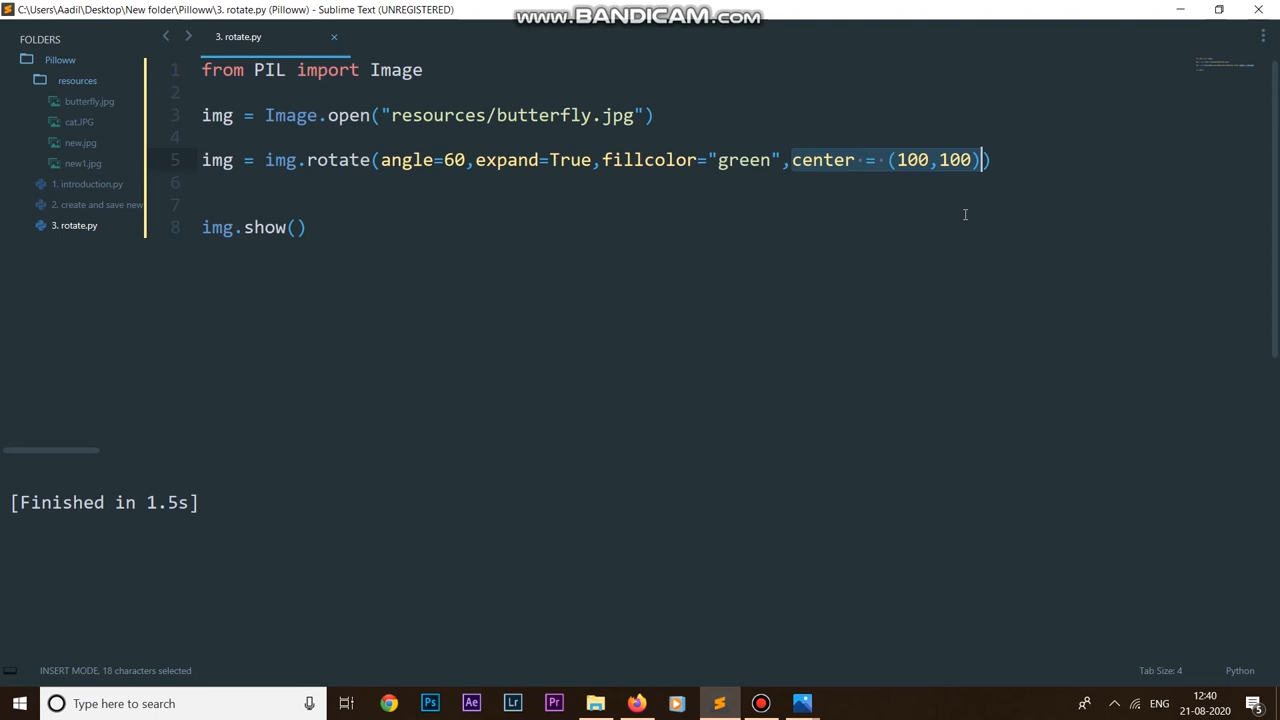 C:\Users\Aadil\Desktop\New folder\Pilloww\3. rotate.py (Pilloww) - Sublime Text (UNREGISTERED)
www.BANDICAM.com
FOLDERS
Pilloww
resources
butterfly.jpg
cat.JPG
new.jpg
new1.jpg
1. introduction.py
2. create and save new
3. rotate.py
3. rotate.py
1 from PIL import Image
2
3 img = Image.open("resources/butterfly.jpg")
4
5 img = img.rotate(angle=60,expand=True,fillcolor="green",center = (100,100))
6
7
8 img.show()
[Finished in 1.5s]
INSERT MODE, 18 characters selected
Tab Size: 4
Python
Type here to search
Ps
Ae
Lr
Pr
ENG
12:40
21-08-2020
5